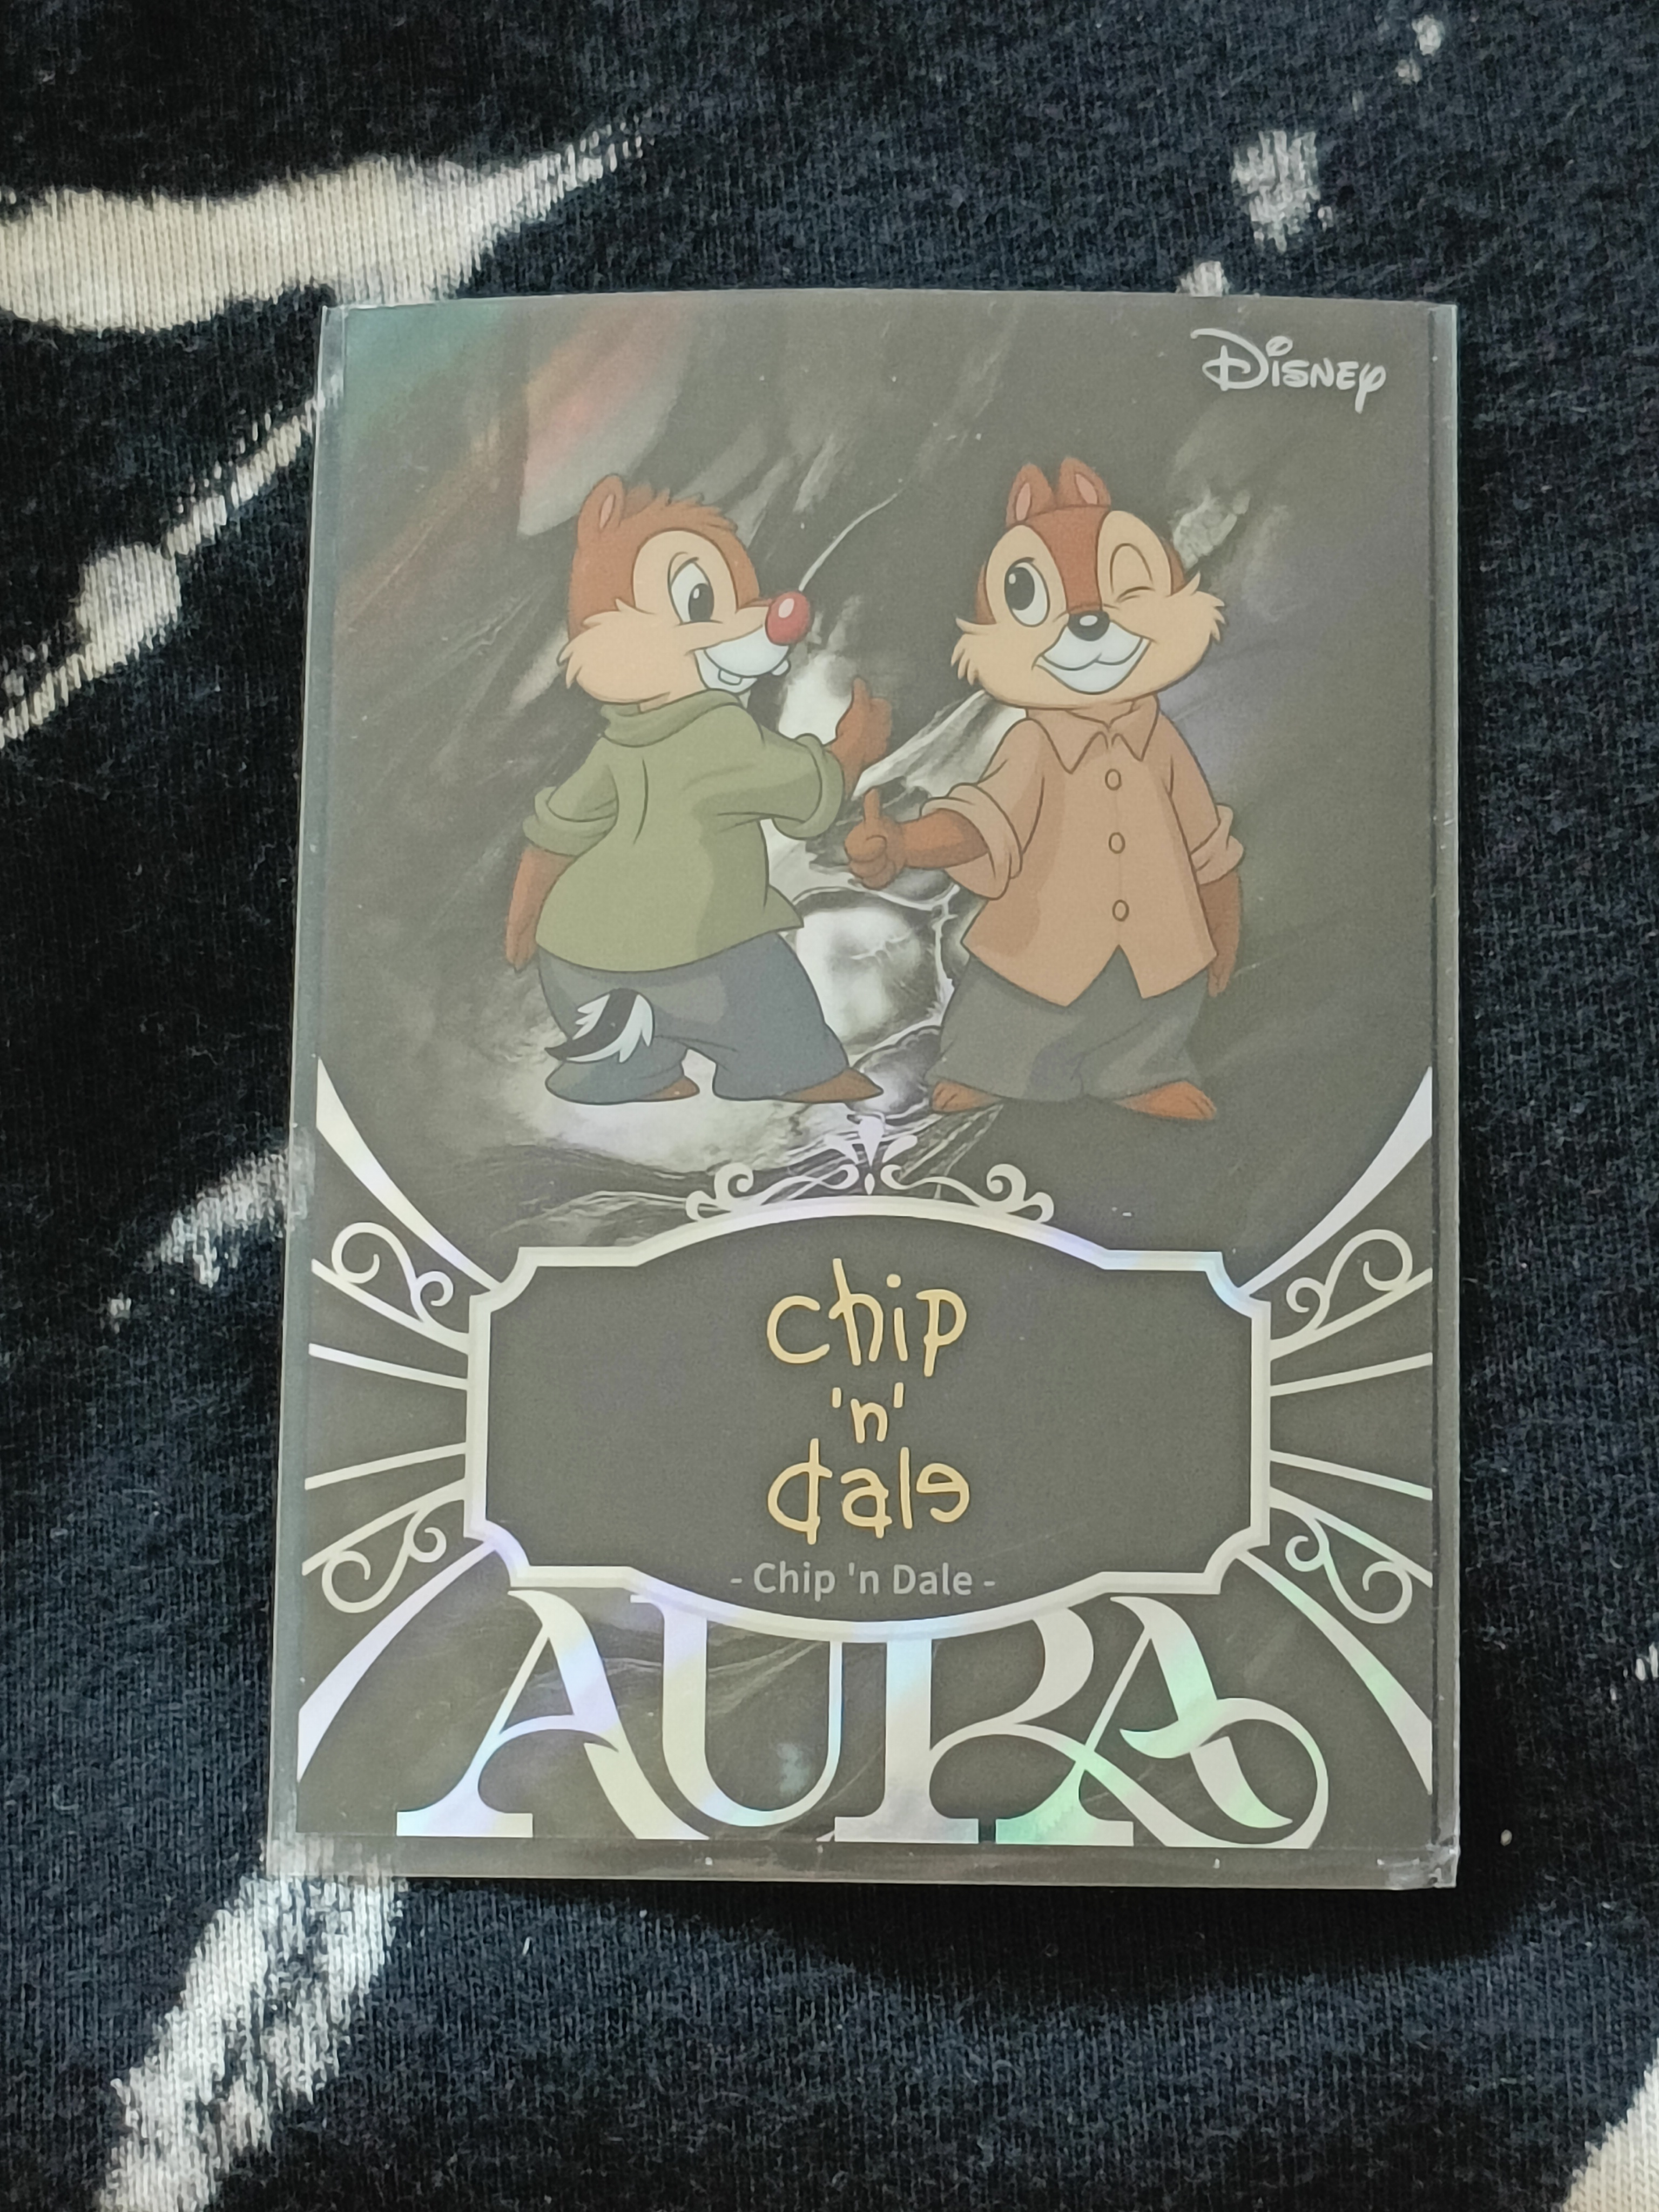 Disney
chip
'n'
dale
- Chip 'n Dale -
AURA